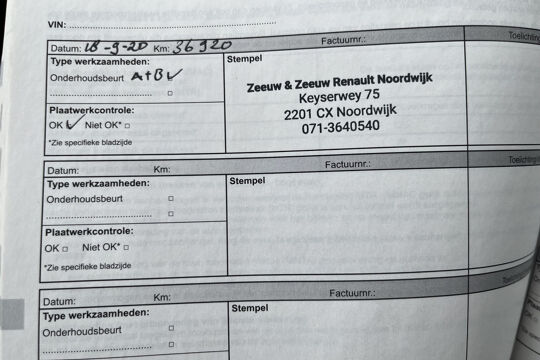 VIN:
Datum: 18-9-20 Km: 36920 Factuurnr.: Toelichting
Type werkzaamheden:
Onderhoudsbeurt A+B
Plaatwerkcontrole:
OK Niet OK*
*Zie specifieke bladzijde
Stempel
Zeeuw & Zeeuw Renault Noordwijk
Keyserwey 75
2201 CX Noordwijk
071-3640540
Datum: Km: Factuurnr.: Toelichting
Type werkzaamheden:
Onderhoudsbeurt
Plaatwerkcontrole:
OK Niet OK*
*Zie specifieke bladzijde
Stempel
Datum: Km: Factuurnr.:
Type werkzaamheden:
Onderhoudsbeurt
Stempel